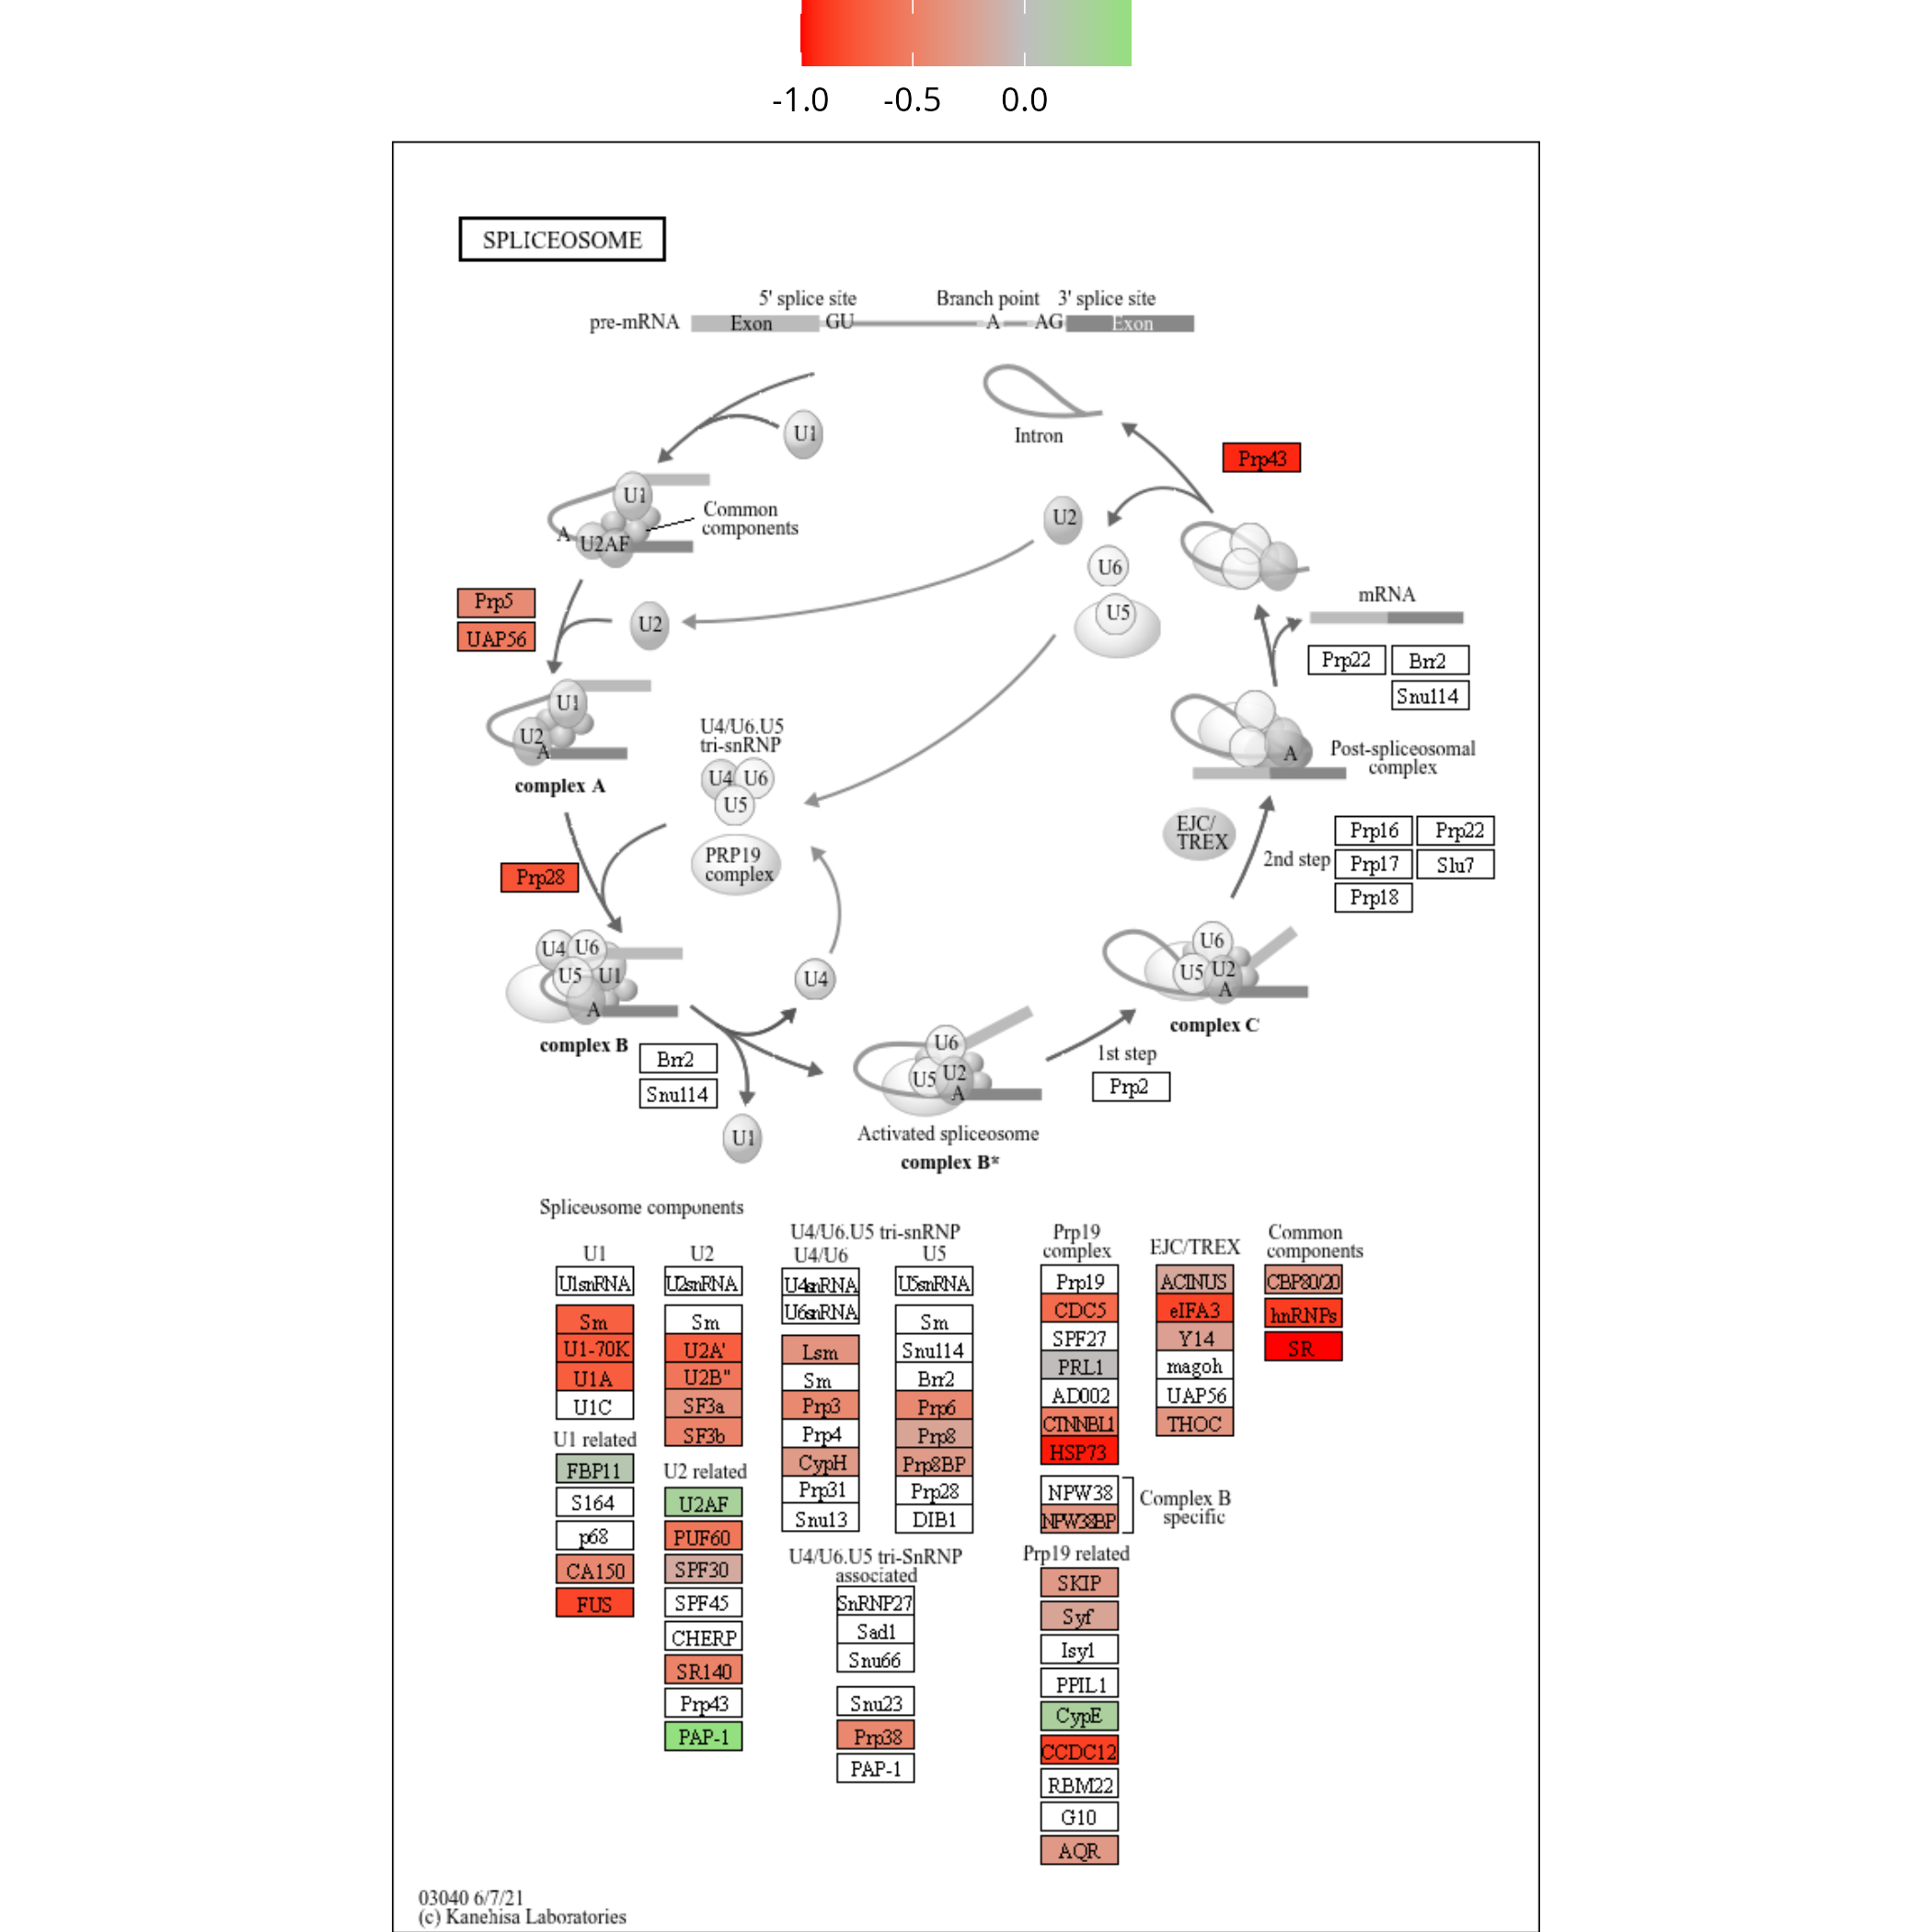 -1.0 -0.5 0.0
SPLICEOSOME
5' splice site Branch point 3' splice site
pre-mRNA Exon GU A AG Exon
U1
Intron
Prp43
U1
Common
components
A
U2AF
U2
U6
U5
mRNA
Prp5
UAP56
U2
Prp22 Brr2
Snu114
U1
U2
A
complex A
U4/U6.U5
tri-snRNP
U4 U6
U5
PRP19
complex
A
Post-spliceosomal
complex
EJC/
TREX
2nd step
Prp16 Prp22
Prp17 Slu7
Prp18
Prp28
U4 U6
U5 U1
A
complex B
U4
Brr2
Snu114
U1
U6
U5 U2
A
Activated spliceosome
complex B*
1st step
Prp2
U6
U5 U2
A
complex C
Spliceosome components
U1
U1snRNA
Sm
U1-70K
U1A
U1C
U1 related
FBP11
S164
p68
CA150
FUS
U2
U2snRNA
Sm
U2A'
U2B"
SF3a
SF3b
U2 related
U2AF
PUF60
SPF30
SPF45
CHERP
SR140
Prp43
PAP-1
U4/U6.U5 tri-snRNP
U4/U6
U4snRNA
U6snRNA
Lsm
Sm
Prp3
Prp4
CypH
Prp31
Snu13
U5
U5snRNA
Sm
Snu114
Brr2
Prp6
Prp8
Prp8BP
Prp28
DIB1
U4/U6.U5 tri-SnRNP
associated
SnRNP27
Sad1
Snu66
Snu23
Prp38
PAP-1
Prp19
complex
Prp19
CDC5
SPF27
PRL1
AD002
CTNNBL1
HSP73
NPW38
NPW38BP
Complex B
specific
Prp19 related
SKIP
Syf
Isy1
PPIL1
CypE
CCDC12
RBM22
G10
AQR
EJC/TREX
ACINUS
eIFA3
Y14
magoh
UAP56
THOC
Common
components
CBP80/20
hnRNPs
SR
03040 6/7/21
(c) Kanehisa Laboratories